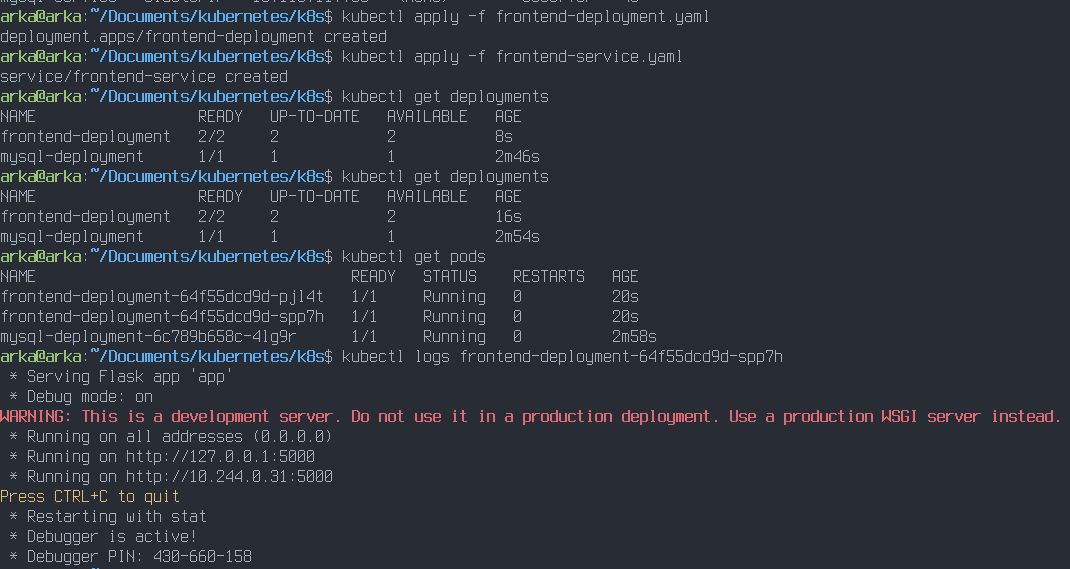 arka@arka:~/Documents/kubernetes/k8s$ kubectl apply -f frontend-deployment.yaml
deployment.apps/frontend-deployment created
arka@arka:~/Documents/kubernetes/k8s$ kubectl apply -f frontend-service.yaml
service/frontend-service created
arka@arka:~/Documents/kubernetes/k8s$ kubectl get deployments
NAME                  READY   UP-TO-DATE   AVAILABLE   AGE
frontend-deployment   2/2     2            2           8s
mysql-deployment      1/1     1            1           2m46s
arka@arka:~/Documents/kubernetes/k8s$ kubectl get deployments
NAME                  READY   UP-TO-DATE   AVAILABLE   AGE
frontend-deployment   2/2     2            2           16s
mysql-deployment      1/1     1            1           2m54s
arka@arka:~/Documents/kubernetes/k8s$ kubectl get pods
NAME                                   READY   STATUS    RESTARTS   AGE
frontend-deployment-64f55dcd9d-pjl4t   1/1     Running   0          20s
frontend-deployment-64f55dcd9d-spp7h   1/1     Running   0          20s
mysql-deployment-6c789b658c-4lg9r      1/1     Running   0          2m58s
arka@arka:~/Documents/kubernetes/k8s$ kubectl logs frontend-deployment-64f55dcd9d-spp7h
 * Serving Flask app 'app'
 * Debug mode: on
WARNING: This is a development server. Do not use it in a production deployment. Use a production WSGI server instead.
 * Running on all addresses (0.0.0.0)
 * Running on http://127.0.0.1:5000
 * Running on http://10.244.0.31:5000
Press CTRL+C to quit
 * Restarting with stat
 * Debugger is active!
 * Debugger PIN: 430-660-158